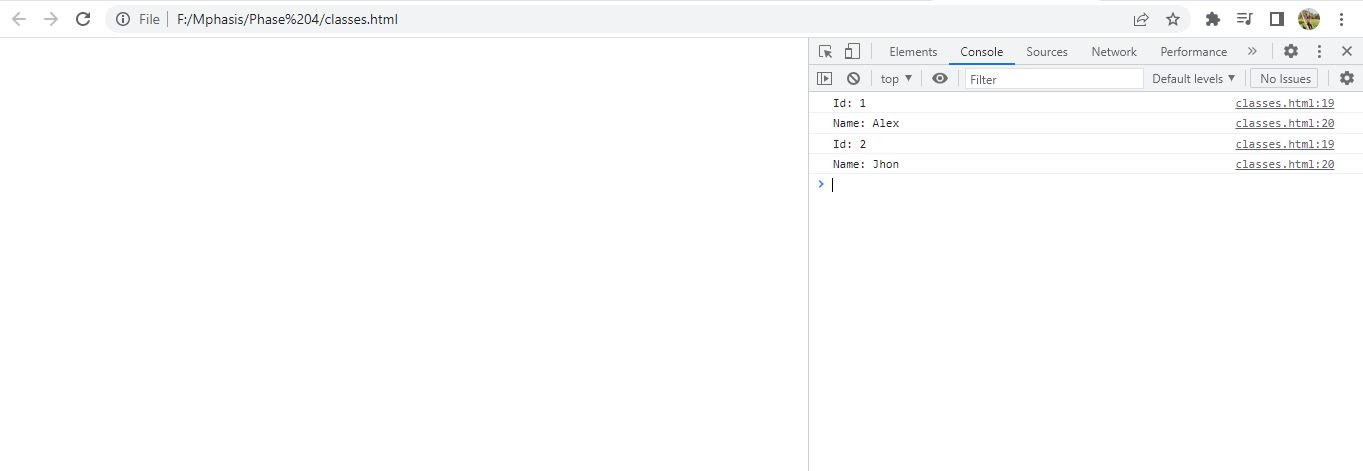 File F:/Mphasis/Phase%204/classes.html
Elements Console Sources Network Performance »
top ▼ Filter Default levels ▼ No Issues
Id: 1 classes.html:19
Name: Alex classes.html:20
Id: 2 classes.html:19
Name: Jhon classes.html:20